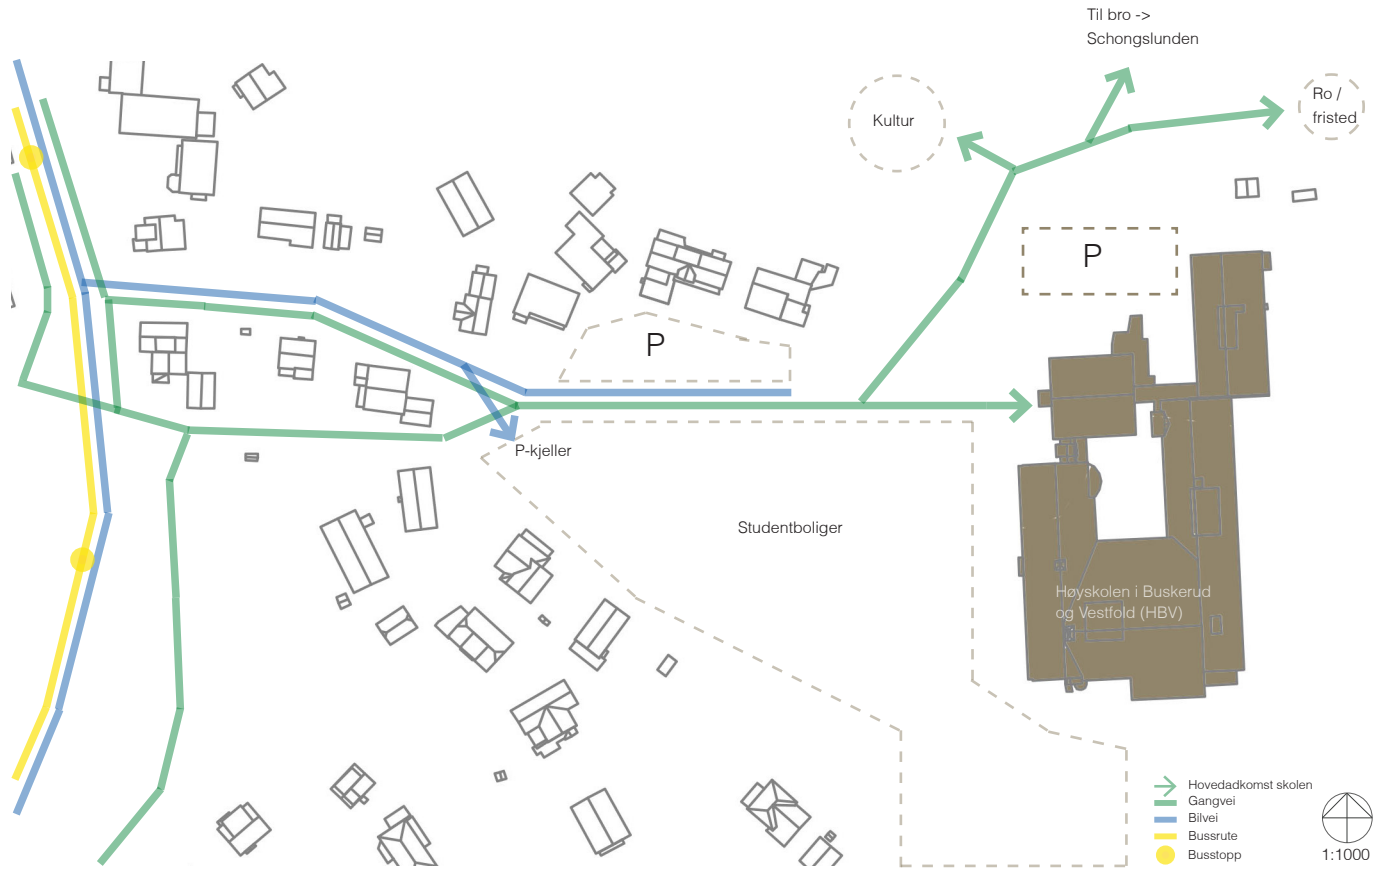 Til bro ->
Schongslunden
Kultur
Ro /
fristed
P
P
P-kjeller
Studentboliger
Høyskolen i Buskerud
og Vestfold (HBV)
Hovedadkomst skolen
Gangvei
Bilvei
Bussrute
Busstopp
1:1000